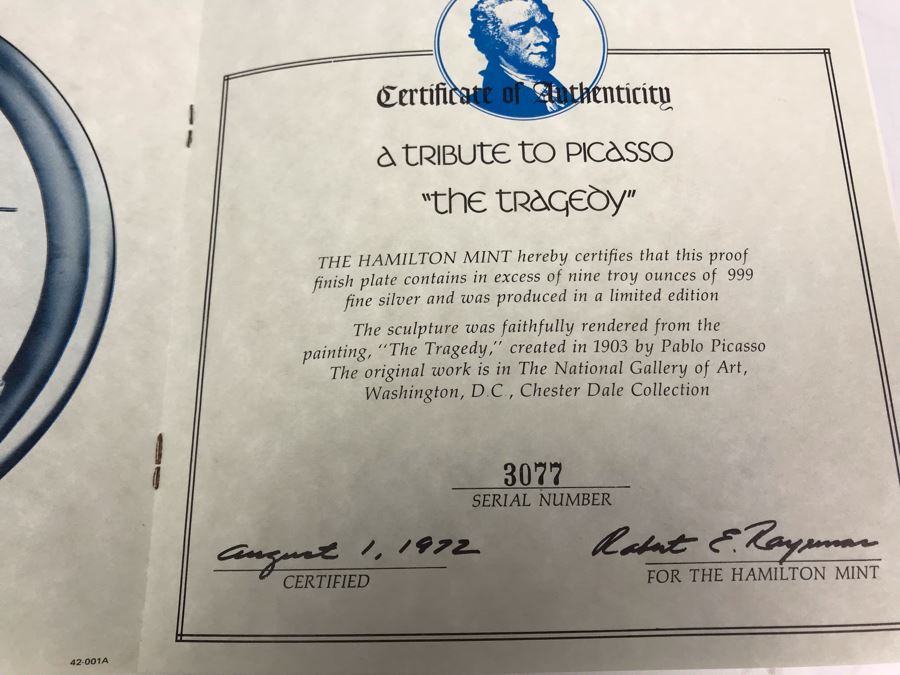 Certificate of Authenticity
a tribute to Picasso
"the tragedy"
THE HAMILTON MINT hereby certifies that this proof
finish plate contains in excess of nine troy ounces of 999
fine silver and was produced in a limited edition
The sculpture was faithfully rendered from the
painting, "The Tragedy," created in 1903 by Pablo Picasso
The original work is in The National Gallery of Art,
Washington, D.C., Chester Dale Collection
3077
SERIAL NUMBER
August 1, 1972 Robert E.
CERTIFIED FOR THE HAMILTON MINT
42-001A